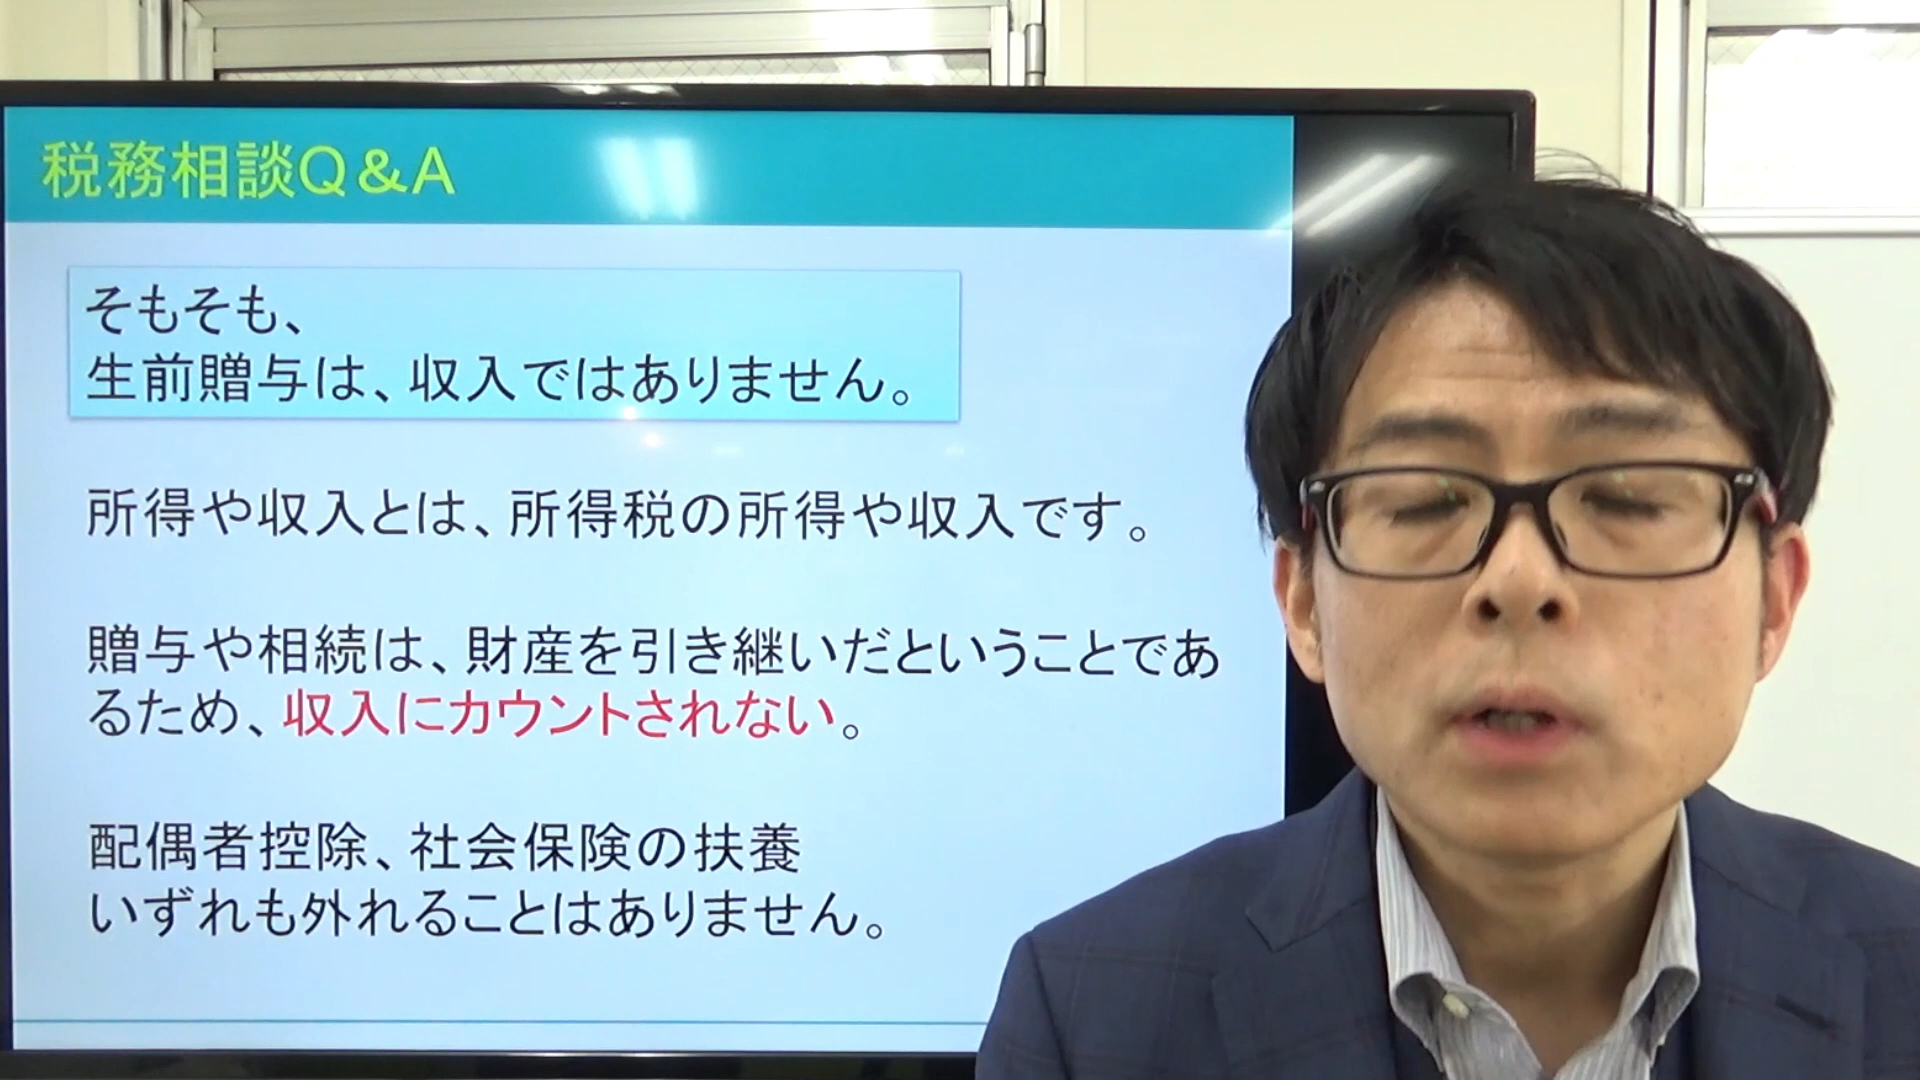 税務相談Q&A
そもそも、
生前贈与は、収入ではありません。
所得や収入とは、所得税の所得や収入です。
贈与や相続は、財産を引き継いだということであ
るため、収入にカウントされない。
配偶者控除、社会保険の扶養
いずれも外れることはありません。